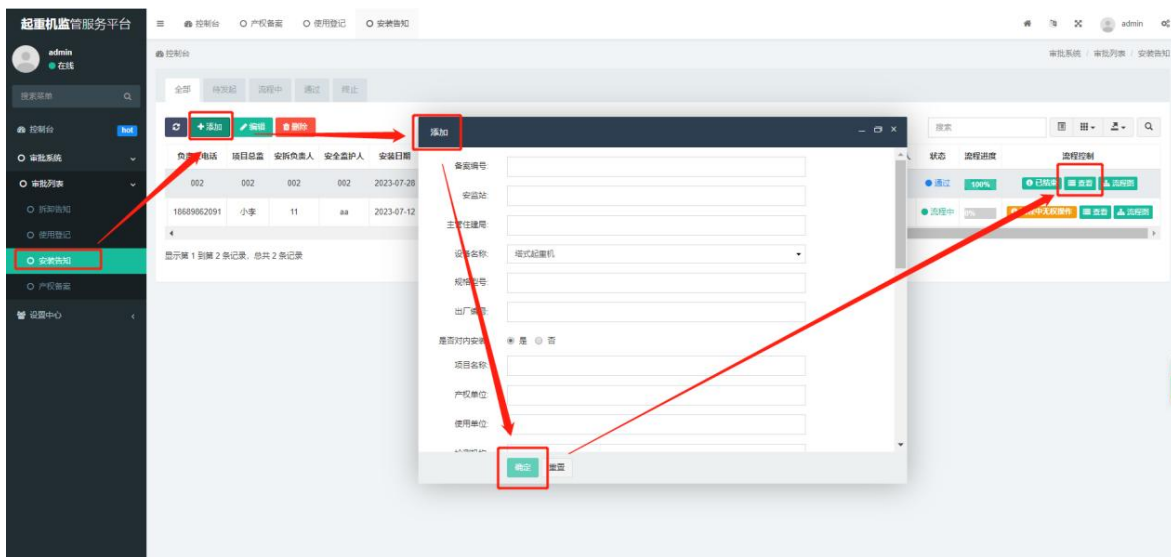 起重机监管服务平台
控制台
产权备案
使用登记
安装告知
admin
admin
在线
控制台
审批系统 / 审批列表 / 安装告知
搜索菜单
全部
待发起
流程中
通过
终止
控制台
hot
添加
编辑
删除
添加
搜索
审批系统
审批列表
拆卸告知
使用登记
安装告知
产权备案
设置中心
项目总监
安拆负责人
安全监护人
安装日期
状态
流程进度
流程控制
002
002
002
002
2023-07-28
通过
100%
查看
流程图
18689862091
小李
11
aa
2023-07-12
流程中
0%
查看
流程图
显示第 1 到第 2 条记录，总共 2 条记录
备案编号:
安监站:
主管住建局:
设备名称:
塔式起重机
规格型号:
出厂编号:
是 否
项目名称:
产权单位:
使用单位:
确定
重置